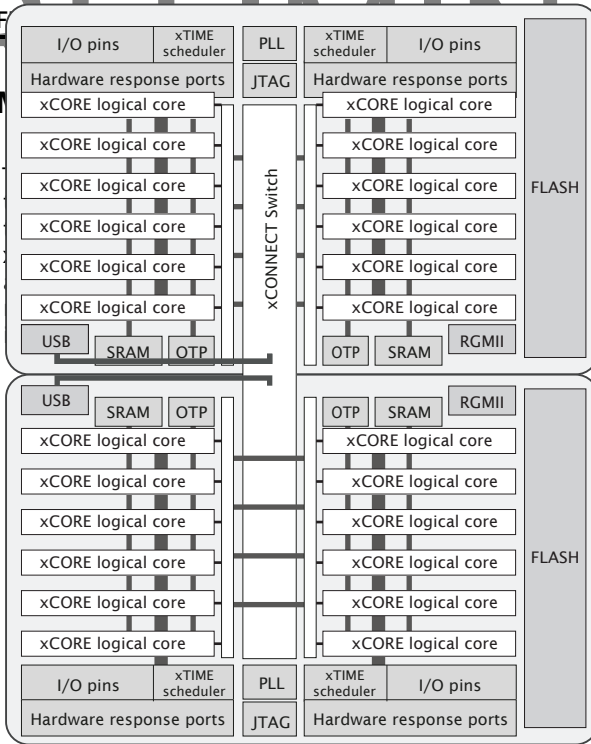 I/O pins
xTIME scheduler
PLL
xTIME scheduler
I/O pins
Hardware response ports
JTAG
Hardware response ports
xCORE logical core
xCORE logical core
xCORE logical core
xCORE logical core
xCORE logical core
xCORE logical core
xCONNECT Switch
xCORE logical core
xCORE logical core
xCORE logical core
xCORE logical core
xCORE logical core
xCORE logical core
FLASH
USB
SRAM
OTP
OTP
SRAM
RGMII
USB
SRAM
OTP
OTP
SRAM
RGMII
xCORE logical core
xCORE logical core
xCORE logical core
xCORE logical core
xCORE logical core
xCORE logical core
xCORE logical core
xCORE logical core
xCORE logical core
xCORE logical core
xCORE logical core
xCORE logical core
FLASH
I/O pins
xTIME scheduler
PLL
xTIME scheduler
I/O pins
Hardware response ports
JTAG
Hardware response ports